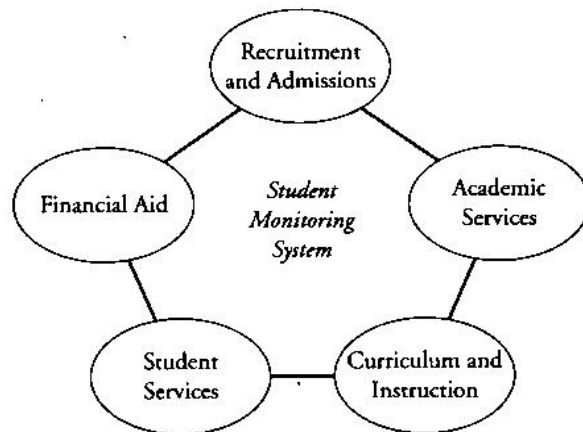 Recruitment
and Admissions
Financial Aid
Student
Monitoring
System
Academic
Services
Student
Services
Curriculum and
Instruction